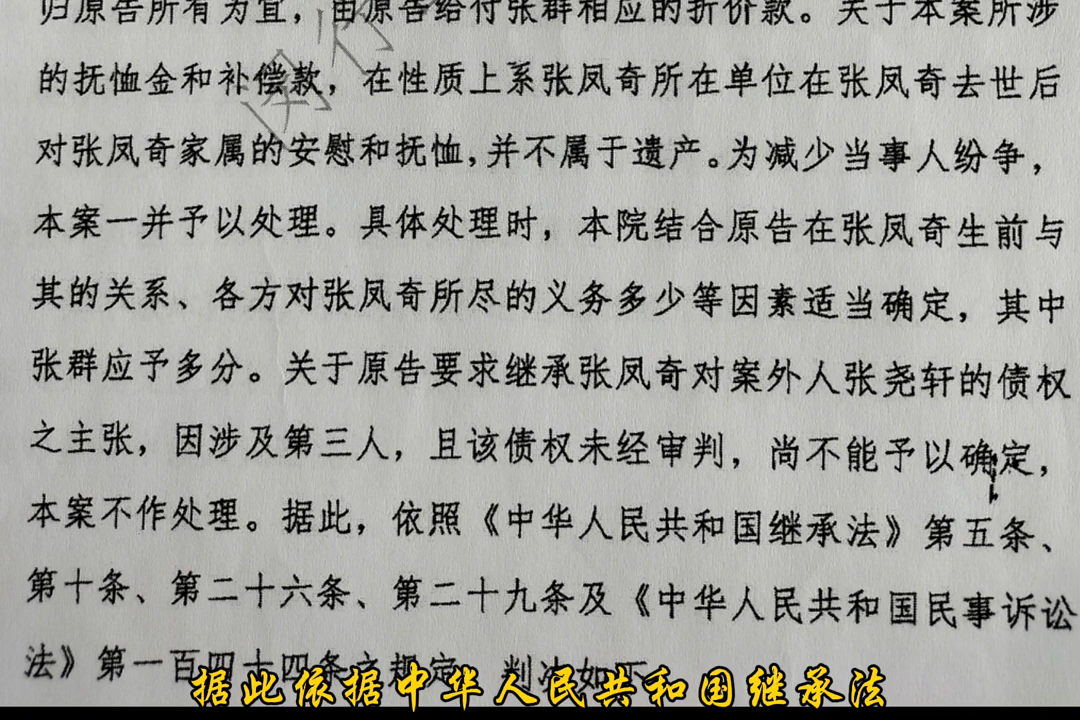 归原告所有为宜，由原告给付张群相应的折价款。关于本案所涉
的抚恤金和补偿款，在性质上系张凤奇所在单位在张凤奇去世后
对张凤奇家属的安慰和抚恤，并不属于遗产。为减少当事人纷争，
本案一并予以处理。具体处理时，本院结合原告在张凤奇生前与
其的关系、各方对张凤奇所尽的义务多少等因素适当确定，其中
张群应予多分。关于原告要求继承张凤奇对案外人张尧轩的债权
之主张，因涉及第三人，且该债权未经审判，尚不能予以确定，
本案不作处理。据此，依照《中华人民共和国继承法》第五条、
第十条、第二十六条、第二十九条及《中华人民共和国民事诉讼
法》第一百四十四条之规定，判决如下
据此依据中华人民共和国继承法